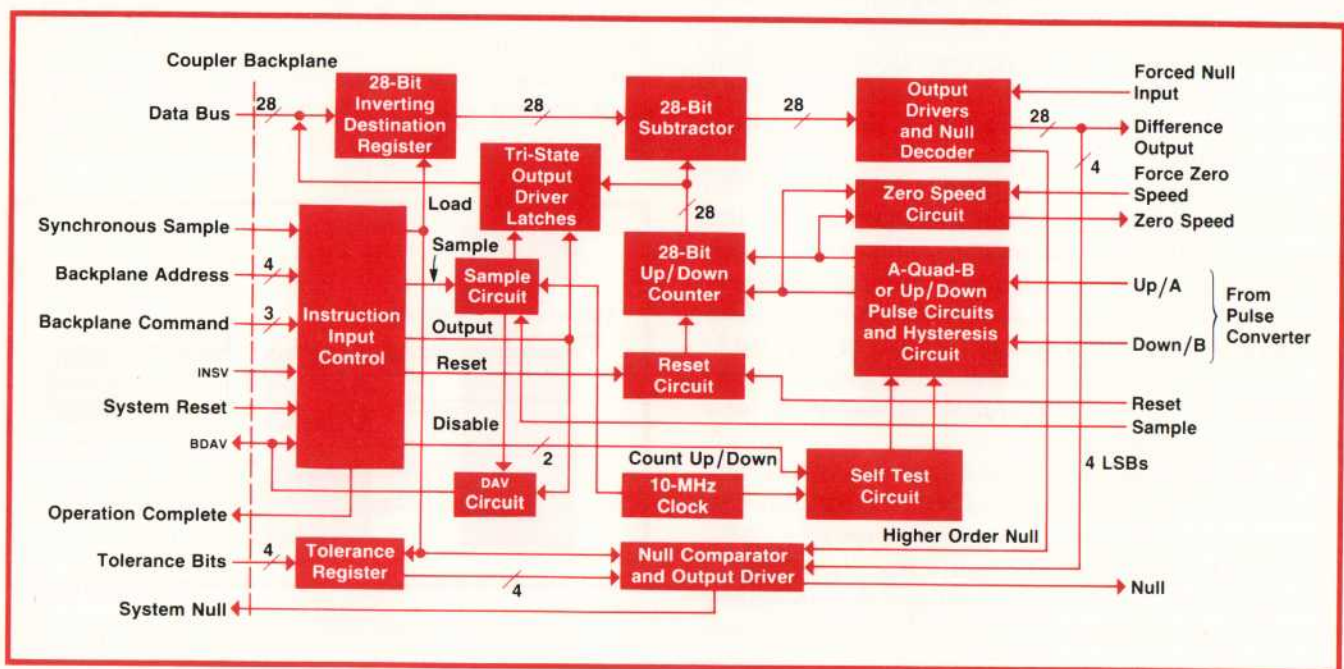 Coupler Backplane
Data Bus
28
28-Bit
Inverting
Destination
Register
28
28-Bit
Subtractor
28
Output
Drivers
and Null
Decoder
Forced Null
Input
28
Difference
Output
4
Tri-State
Output
Driver
Latches
Load
28
Zero Speed
Circuit
Force Zero
Speed
Zero Speed
Synchronous Sample
Backplane Address
4
Backplane Command
3
INSV
System Reset
BDAV
Operation Complete
Instruction
Input
Control
Sample
Sample
Circuit
Output
Reset
Disable
2
28-Bit
Up/Down
Counter
Reset
Circuit
A-Quad-B
or Up/Down
Pulse Circuits
and Hysteresis
Circuit
Up/A
Down/B
From
Pulse
Converter
Reset
Sample
DAV
Circuit
Count Up/Down
10-MHz
Clock
Self Test
Circuit
4 LSBs
Higher Order Null
Tolerance Bits
4
Tolerance
Register
4
Null Comparator
and Output Driver
Null
System Null